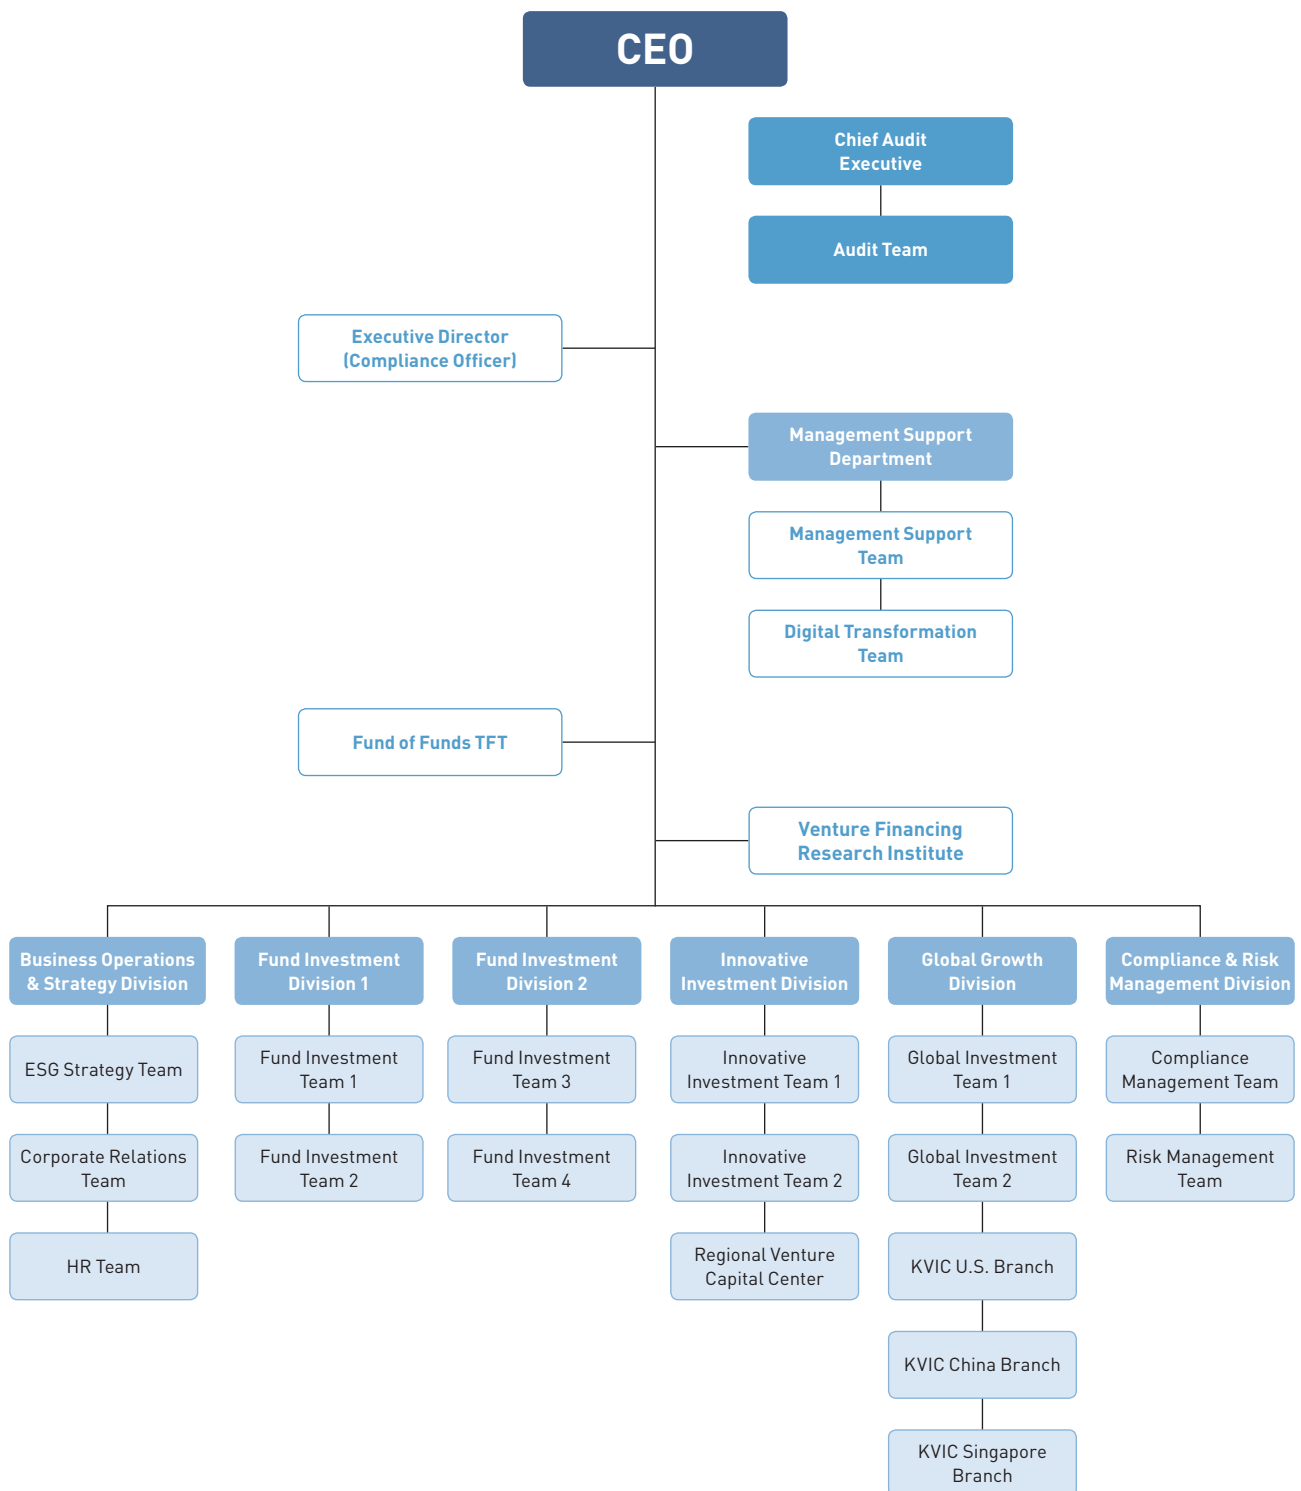 CEO
Chief Audit
Executive
Audit Team
Executive Director
(Compliance Officer)
Management Support
Department
Management Support
Team
Digital Transformation
Team
Fund of Funds TFT
Venture Financing
Research Institute
Business Operations
& Strategy Division
ESG Strategy Team
Corporate Relations
Team
HR Team
Fund Investment
Division 1
Fund Investment
Team 1
Fund Investment
Team 2
Fund Investment
Division 2
Fund Investment
Team 3
Fund Investment
Team 4
Innovative
Investment Division
Innovative
Investment Team 1
Innovative
Investment Team 2
Regional Venture
Capital Center
Global Growth
Division
Global Investment
Team 1
Global Investment
Team 2
KVIC U.S. Branch
KVIC China Branch
KVIC Singapore
Branch
Compliance & Risk
Management Division
Compliance
Management Team
Risk Management
Team